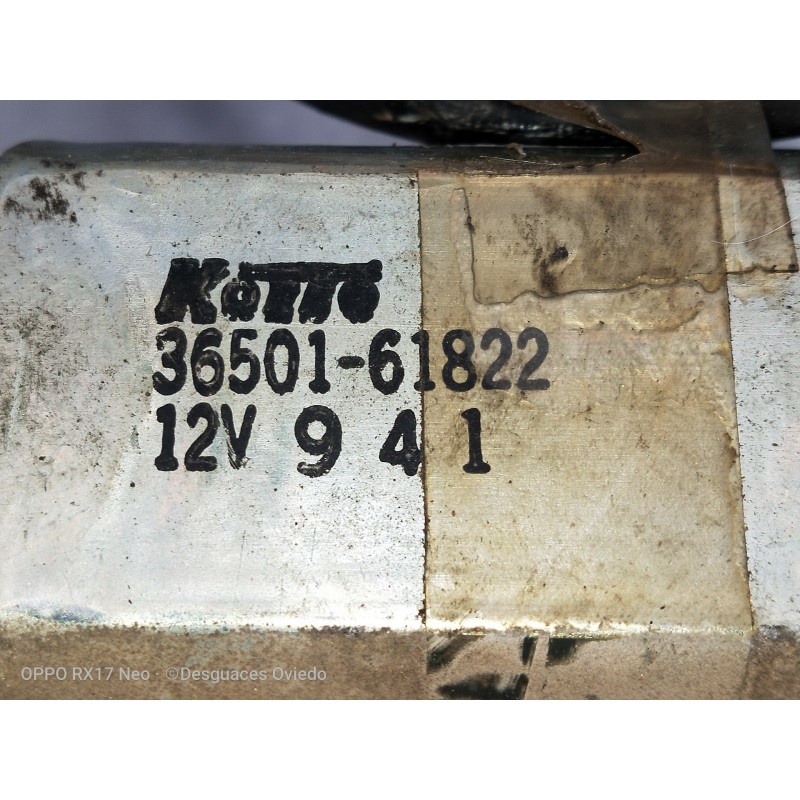 Koito
36501-61822
12V 9 4 1
OPPO RX17 Neo · ©Desguaces Oviedo